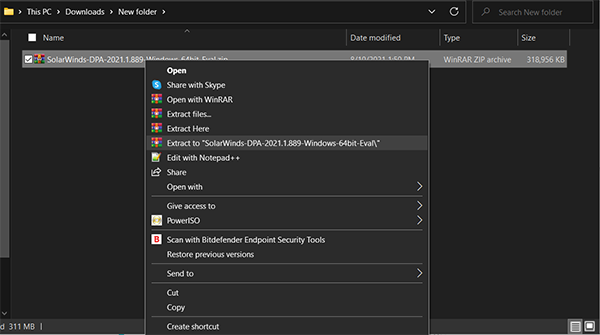 This PC > Downloads > New folder
Search New folder
Name Date modified Type Size
SolarWinds-DPA-2021.1.889-Windows-64bit-Eval.zip 8/19/2021 1:50 PM WinRAR ZIP archive 318,956 KB
Open
Share with Skype
Open with WinRAR
Extract files...
Extract Here
Extract to "SolarWinds-DPA-2021.1.889-Windows-64bit-Eval\"
Edit with Notepad++
Share
Open with
Give access to
PowerISO
Scan with Bitdefender Endpoint Security Tools
Restore previous versions
Send to
Cut
Copy
Create shortcut
d 311 MB